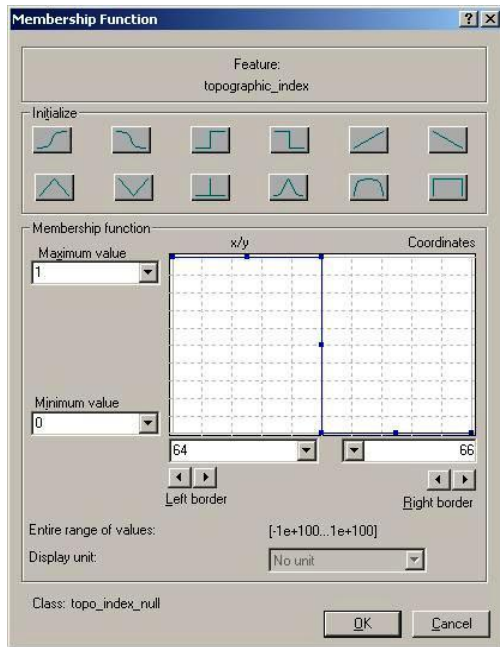 Membership Function
Feature:
topographic_index
Initialize
Membership function
Maximum value
x/y
Coordinates
1
Minimum value
0
64
66
Left border
Right border
Entire range of values:
[-1e+100...1e+100]
Display unit:
No unit
Class: topo_index_null
OK
Cancel